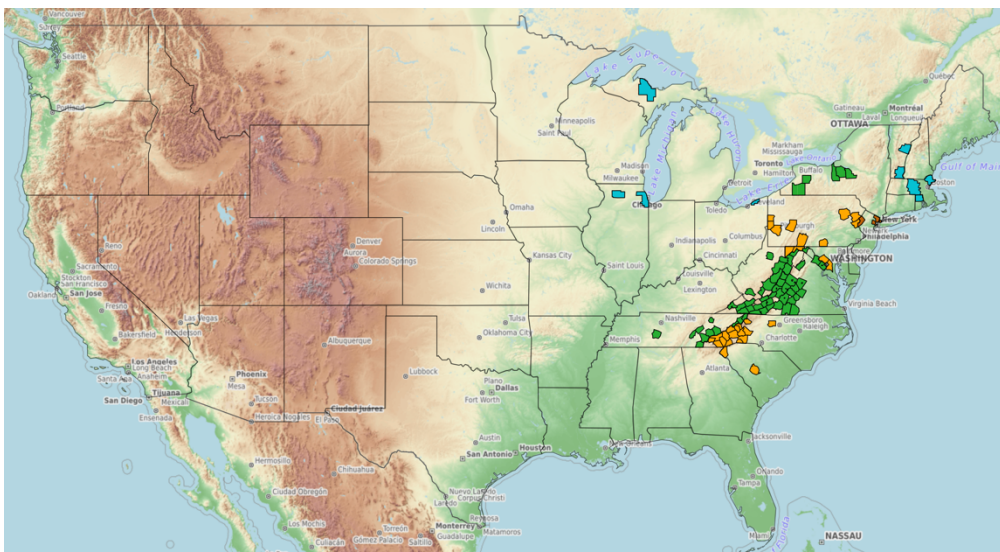 Vancouver
Seattle
Portland
Québec
Gatineau
Montréal
OTTAWA
Laval
Longueuil
Lake Superior
Minneapolis
Saint Paul
Markham
Mississauga
Toronto
Lake Ontario
Hamilton
Buffalo
Gulf of Mai
Boston
Madison
Milwaukee
Lake Michigan
Lake Huron
Detroit
Lake Erie
Chicago
Toledo
Cleveland
New York
Newark
Philadelphia
Omaha
Lincoln
Reno
Denver
Aurora
Colorado Springs
Indianapolis
Columbus
Cincinnati
Baltimore
WASHINGTON
Sacramento
Stockton
San Francisco
Oakland
San Jose
Kansas City
Saint Louis
Louisville
Lexington
Wichita
Virginia Beach
Fresno
Las Vegas
Henderson
Bakersfield
Tulsa
Oklahoma City
Nashville
Memphis
Greensboro
Raleigh
Charlotte
Albuquerque
Los Angeles
Long Beach
Anaheim
Santa Ana
Phoenix
Mesa
Lubbock
Atlanta
Plano
Dallas
Fort Worth
San Diego
Tijuana
Mexicali
Ensenada
Tucson
Heroica Nogales
El Paso
Ciudad Juárez
Austin
Houston
San Antonio
New Orleans
Jacksonville
Hermosillo
Chihuahua
Orlando
Tampa
Ciudad Obregón
Nuevo Laredo
Laredo
Corpus Christi
Los Mochis
Torreón
Reynosa
Monterrey
Matamoros
Guadalupe
Culiacán
Gómez Palacio
Saltillo
Miami
NASSAU